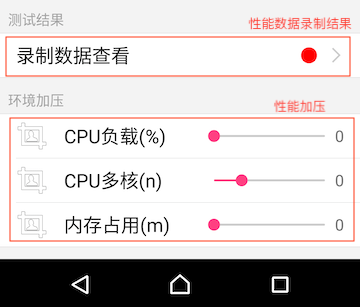 测试结果
性能数据录制结果
录制数据查看
环境加压
性能加压
CPU负载(%) 0
CPU多核(n) 0
内存占用(m) 0